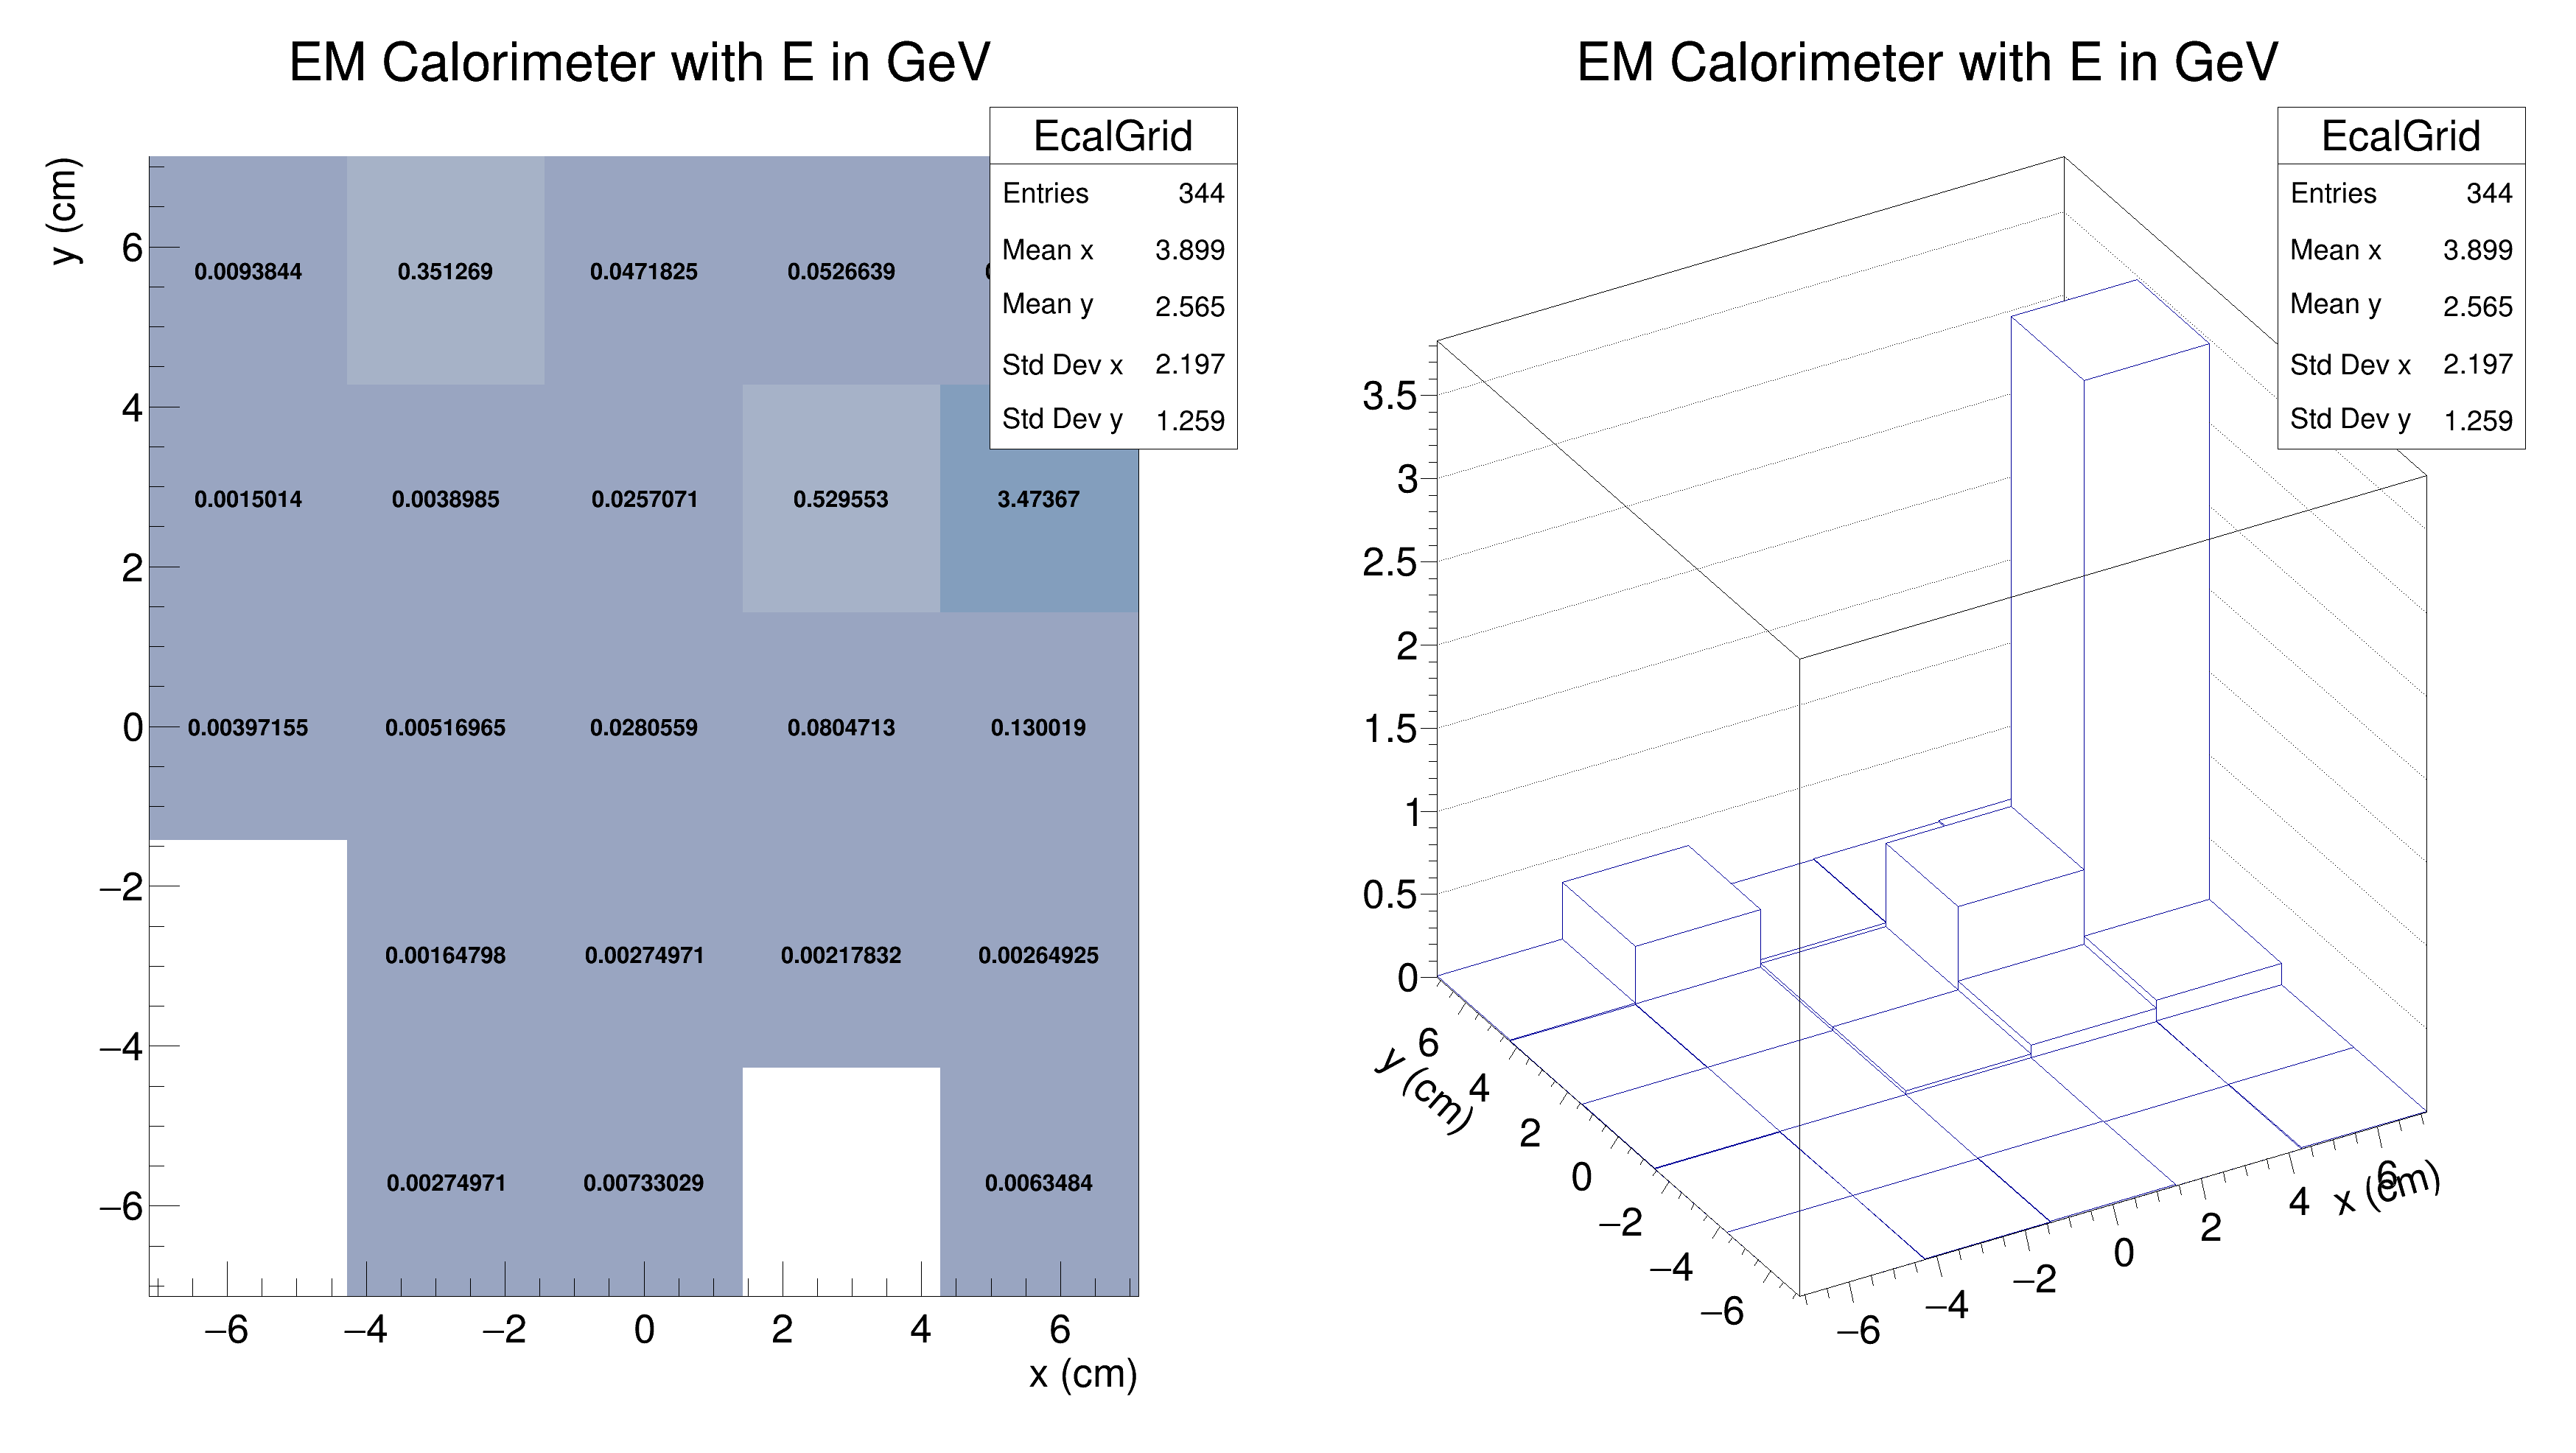 EM Calorimeter with E in GeV
EcalGrid
Entries 344
Mean x 3.899
Mean y 2.565
Std Dev x 2.197
Std Dev y 1.259
y (cm)
6
4
2
0
−2
−4
−6
0.0093844 0.351269 0.0471825 0.0526639
0.0015014 0.0038985 0.0257071 0.529553 3.47367
0.00397155 0.00516965 0.0280559 0.0804713 0.130019
0.00164798 0.00274971 0.00217832 0.00264925
0.00274971 0.00733029 0.0063484
−6 −4 −2 0 2 4 6
x (cm)
EM Calorimeter with E in GeV
EcalGrid
Entries 344
Mean x 3.899
Mean y 2.565
Std Dev x 2.197
Std Dev y 1.259
3.5
3
2.5
2
1.5
1
0.5
0
y (cm)
6
4
2
0
−2
−4
−6
−6 −4 −2 0 2 4 6
x (cm)